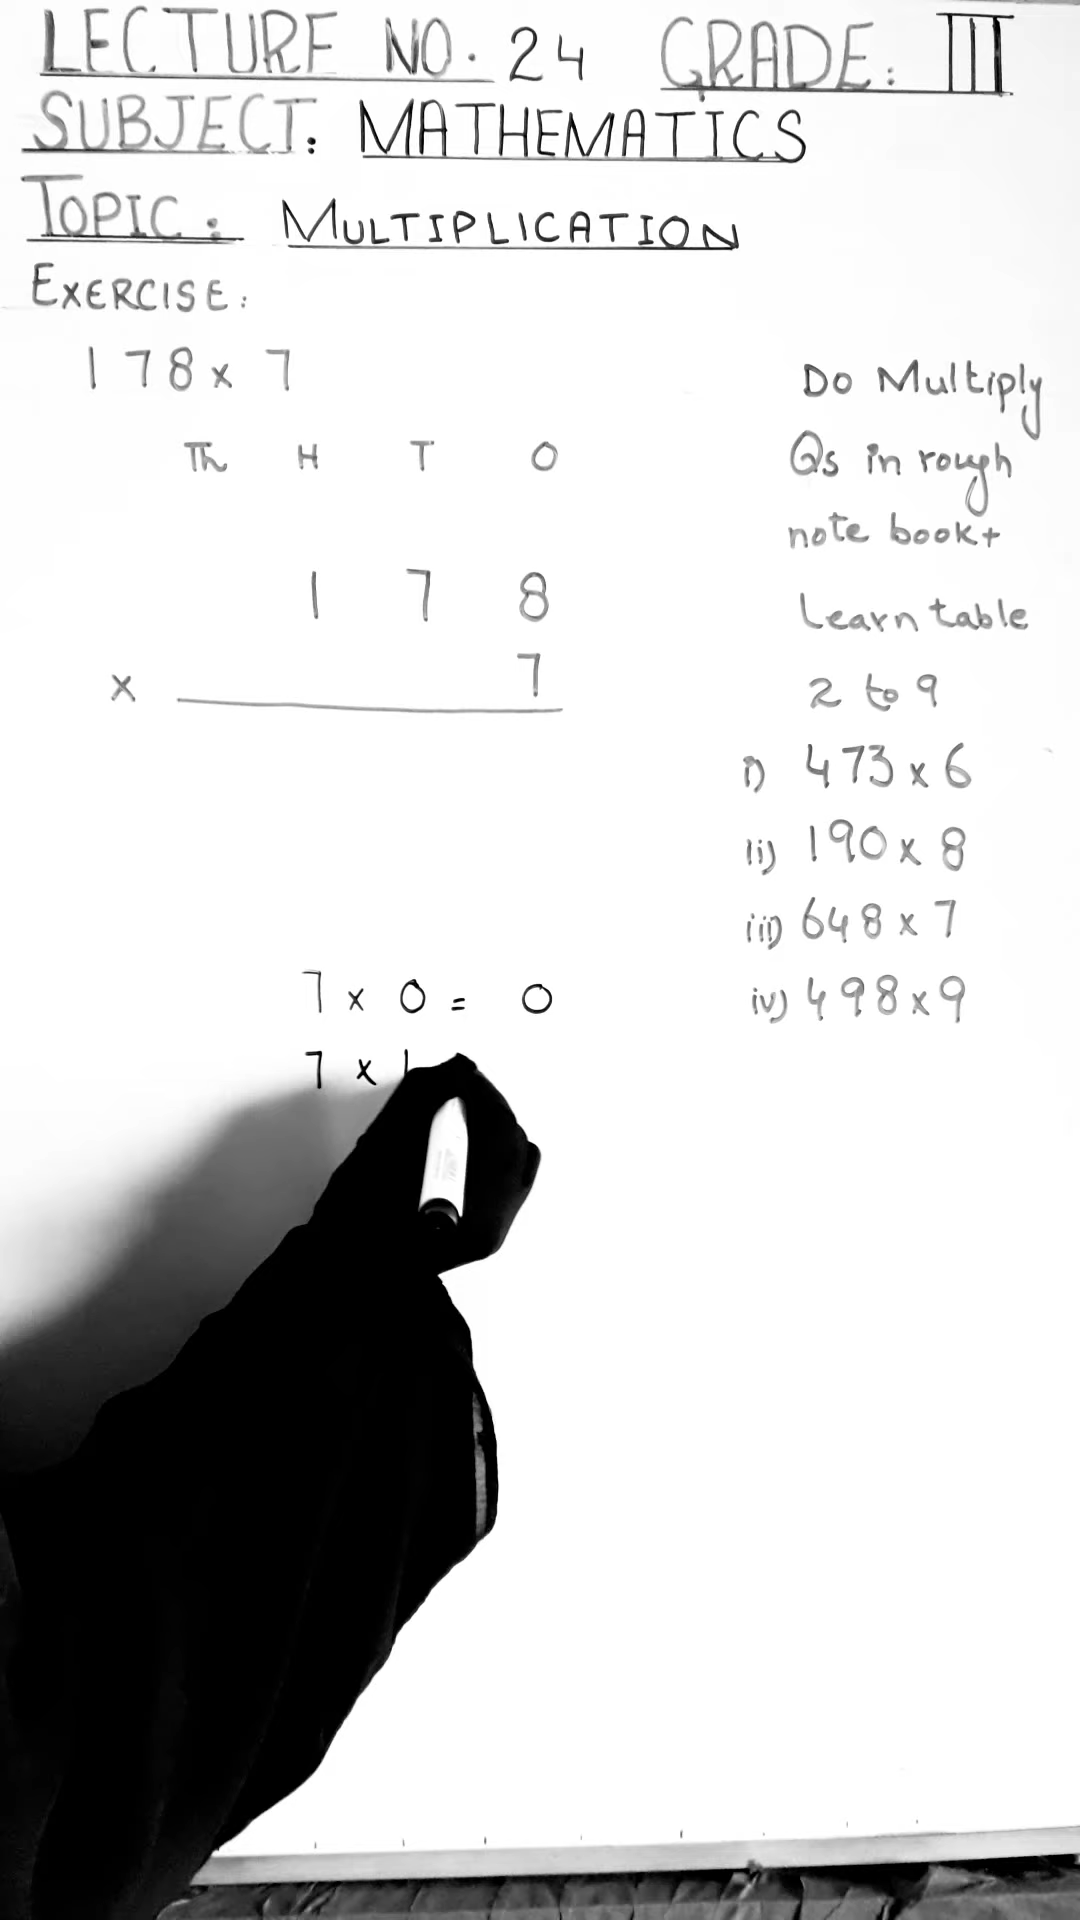 LECTURE NO. 24 GRADE: III
SUBJECT: MATHEMATICS
TOPIC: MULTIPLICATION
EXERCISE:
178 x 7
Th H T O
1 7 8
x 7
7 x 0 = 0
7 x 1
Do Multiply
Qs in rough
note book+
Learn table
2 to 9
i) 473 x 6
ii) 190 x 8
iii) 648 x 7
iv) 498 x 9